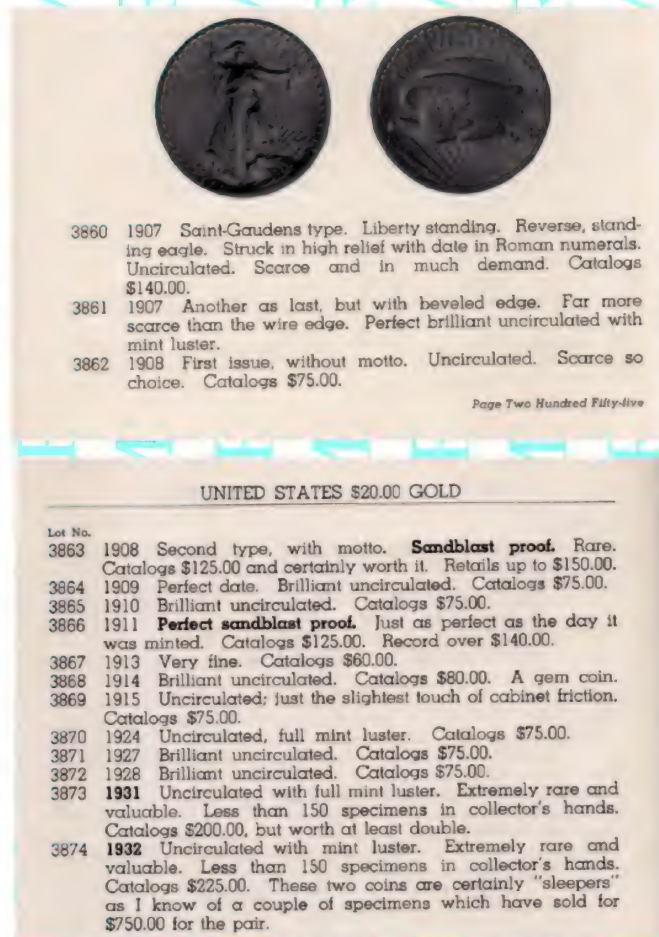 3860 1907 Saint-Gaudens type. Liberty standing. Reverse, stand-
ing eagle. Struck in high relief with date in Roman numerals.
Uncirculated. Scarce and in much demand. Catalogs
$140.00.
3861 1907 Another as last, but with beveled edge. Far more
scarce than the wire edge. Perfect brilliant uncirculated with
mint luster.
3862 1908 First issue, without motto. Uncirculated. Scarce so
choice. Catalogs $75.00.
Page Two Hundred Fifty-five
UNITED STATES $20.00 GOLD
Lot No.
3863 1908 Second type, with motto. Sandblast proof. Rare.
Catalogs $125.00 and certainly worth it. Retails up to $150.00.
3864 1909 Perfect date. Brilliant uncirculated. Catalogs $75.00.
3865 1910 Brilliant uncirculated. Catalogs $75.00.
3866 1911 Perfect sandblast proof. Just as perfect as the day it
was minted. Catalogs $125.00. Record over $140.00.
3867 1913 Very fine. Catalogs $60.00.
3868 1914 Brilliant uncirculated. Catalogs $80.00. A gem coin.
3869 1915 Uncirculated; just the slightest touch of cabinet friction.
Catalogs $75.00.
3870 1924 Uncirculated, full mint luster. Catalogs $75.00.
3871 1927 Brilliant uncirculated. Catalogs $75.00.
3872 1928 Brilliant uncirculated. Catalogs $75.00.
3873 1931 Uncirculated with full mint luster. Extremely rare and
valuable. Less than 150 specimens in collector's hands.
Catalogs $200.00, but worth at least double.
3874 1932 Uncirculated with mint luster. Extremely rare and
valuable. Less than 150 specimens in collector's hands.
Catalogs $225.00. These two coins are certainly "sleepers"
as I know of a couple of specimens which have sold for
$750.00 for the pair.